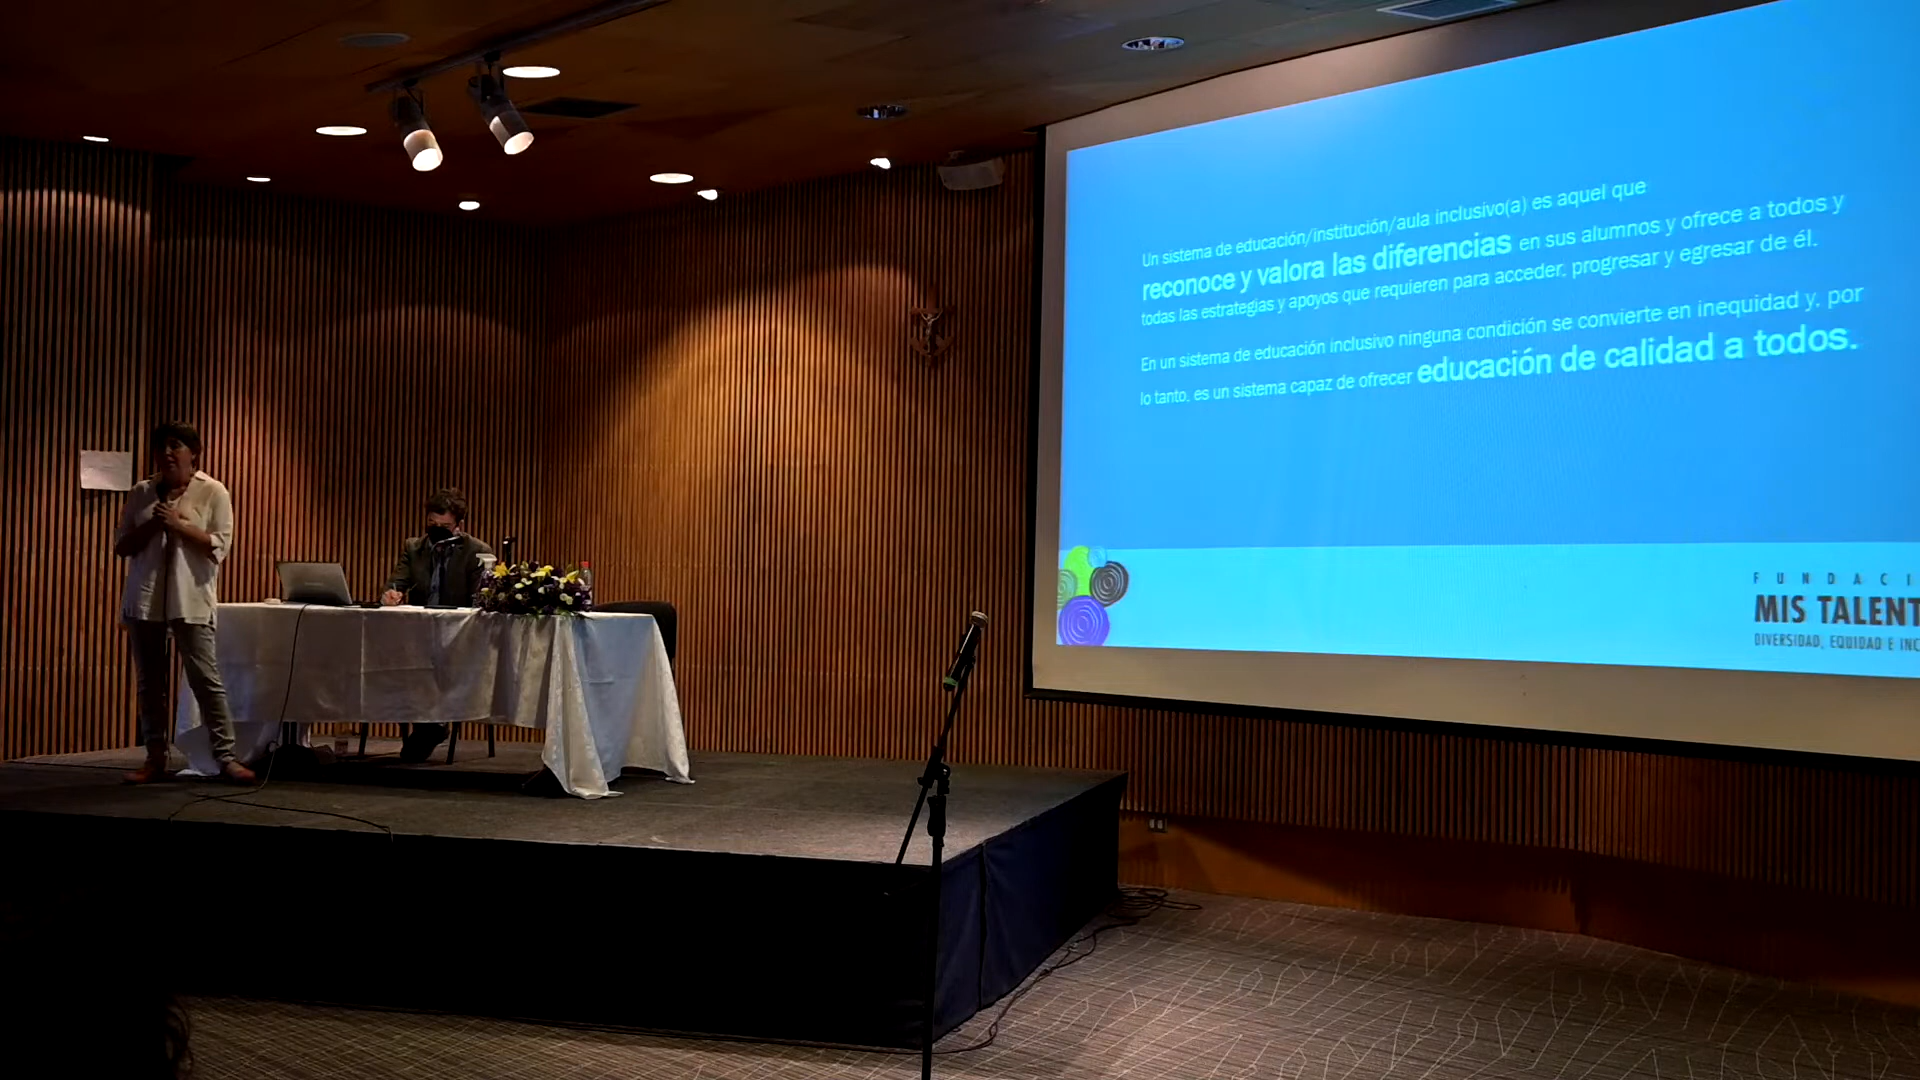 Un sistema de educación/institución/aula inclusivo(a) es aquel que
reconoce y valora las diferencias en sus alumnos y ofrece a todos y
todas las estrategias y apoyos que requieren para acceder, progresar y egresar de él.
En un sistema de educación inclusivo ninguna condición se convierte en inequidad y, por
lo tanto, es un sistema capaz de ofrecer educación de calidad a todos.
FUNDACI
MIS TALENT
DIVERSIDAD, EQUIDAD E INC